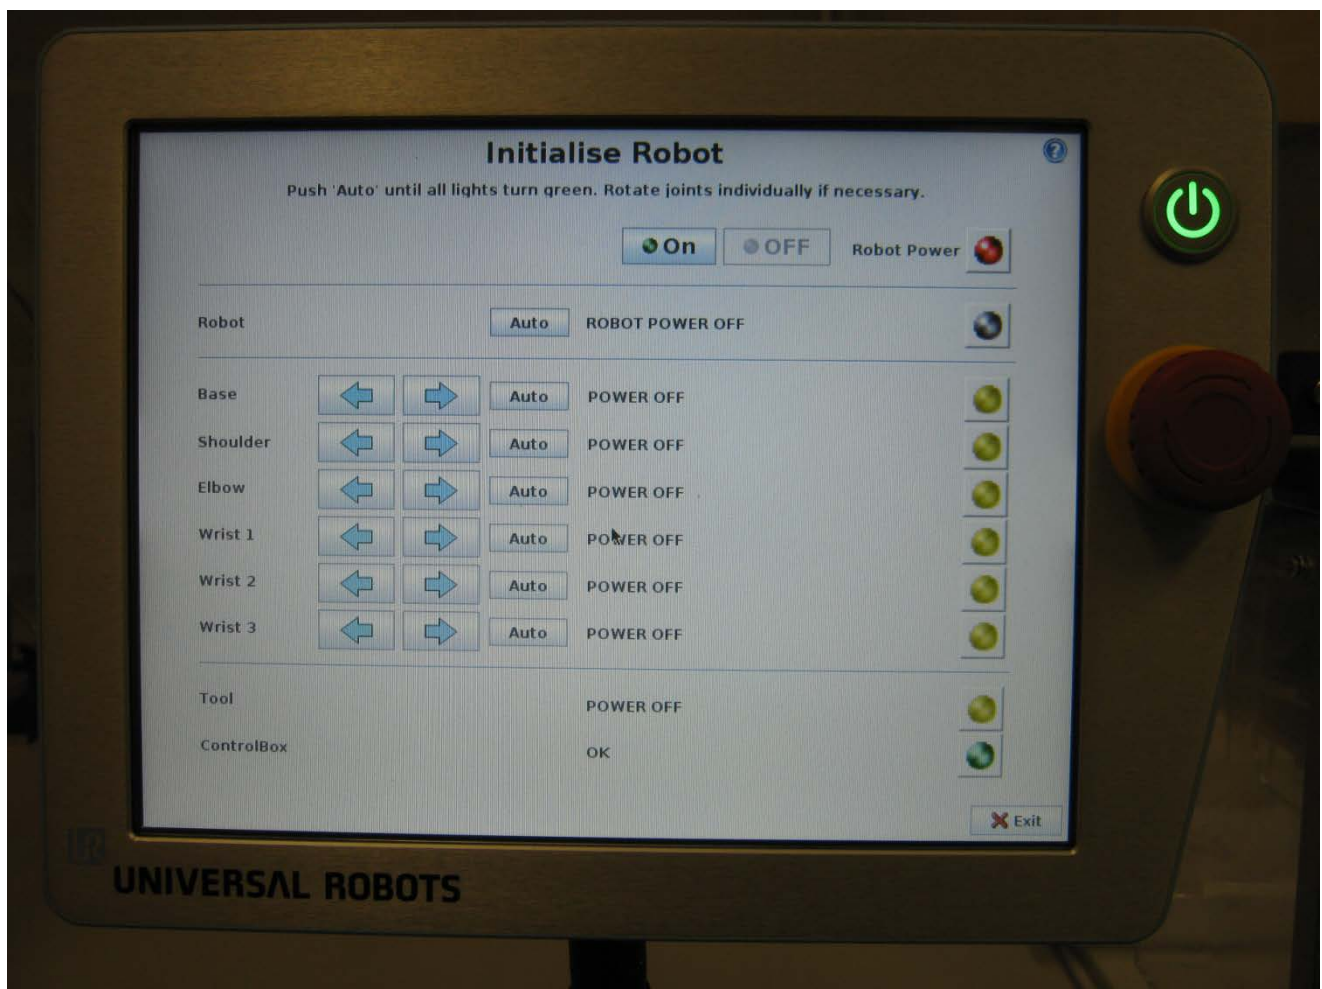 Initialise Robot
Push 'Auto' until all lights turn green. Rotate joints individually if necessary.
On OFF Robot Power
Robot Auto ROBOT POWER OFF
Base Auto POWER OFF
Shoulder Auto POWER OFF
Elbow Auto POWER OFF
Wrist 1 Auto POWER OFF
Wrist 2 Auto POWER OFF
Wrist 3 Auto POWER OFF
Tool POWER OFF
ControlBox OK
Exit
UR
UNIVERSAL ROBOTS